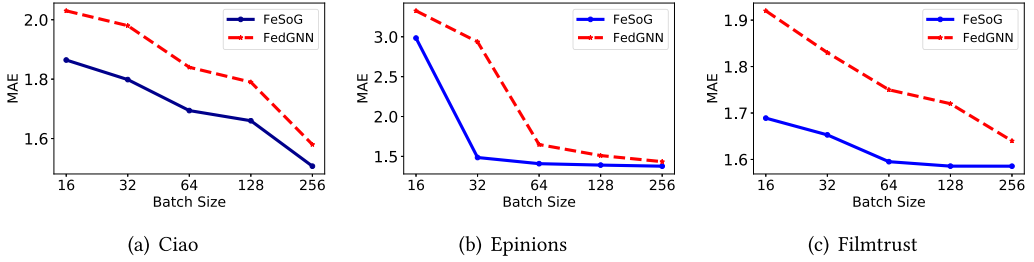 MAE
2.0
1.8
1.6
FeSoG
FedGNN
16 32 64 128 256
Batch Size
(a) Ciao
MAE
3.0
2.5
2.0
1.5
FeSoG
FedGNN
16 32 64 128 256
Batch Size
(b) Epinions
MAE
1.9
1.8
1.7
1.6
FeSoG
FedGNN
16 32 64 128 256
Batch Size
(c) Filmtrust